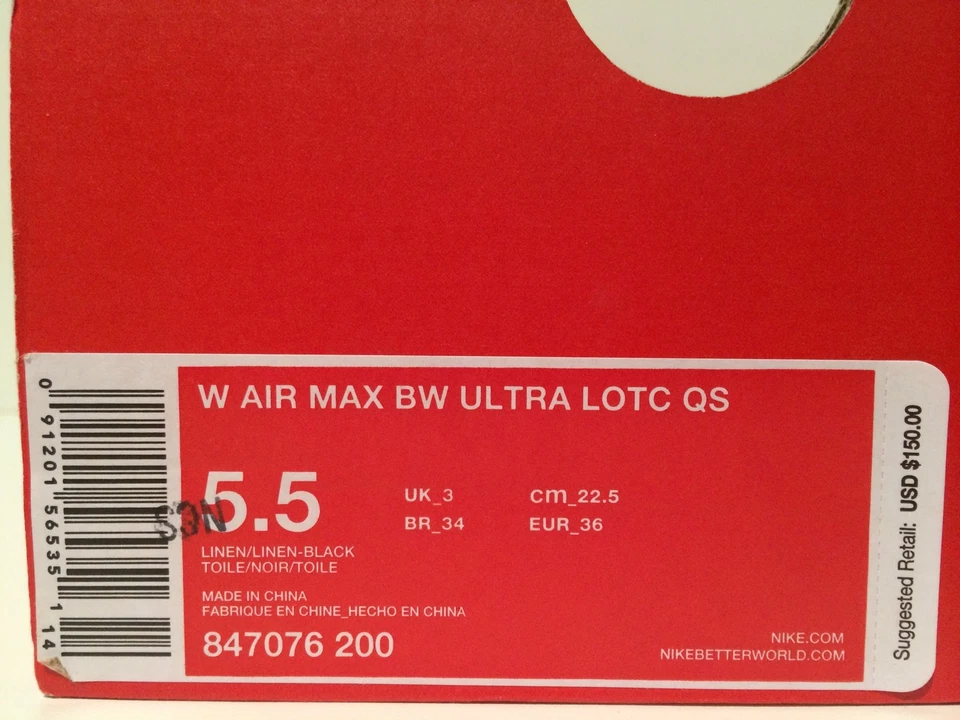 W AIR MAX BW ULTRA LOTC QS
5.5
UK_3
cm_22.5
BR_34
EUR_36
LINEN/LINEN-BLACK
TOILE/NOIR/TOILE
MADE IN CHINA
FABRIQUE EN CHINE_HECHO EN CHINA
847076 200
NIKE.COM
NIKEBETTERWORLD.COM
0 91201 56535 1 14
NCS
Suggested Retail: USD $150.00